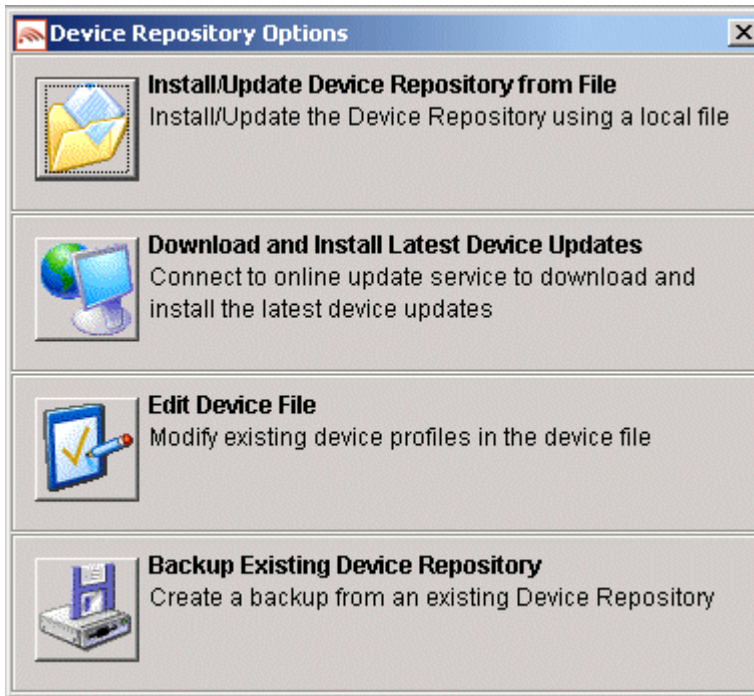 Device Repository Options
Install/Update Device Repository from File
Install/Update the Device Repository using a local file
Download and Install Latest Device Updates
Connect to online update service to download and
install the latest device updates
Edit Device File
Modify existing device profiles in the device file
Backup Existing Device Repository
Create a backup from an existing Device Repository